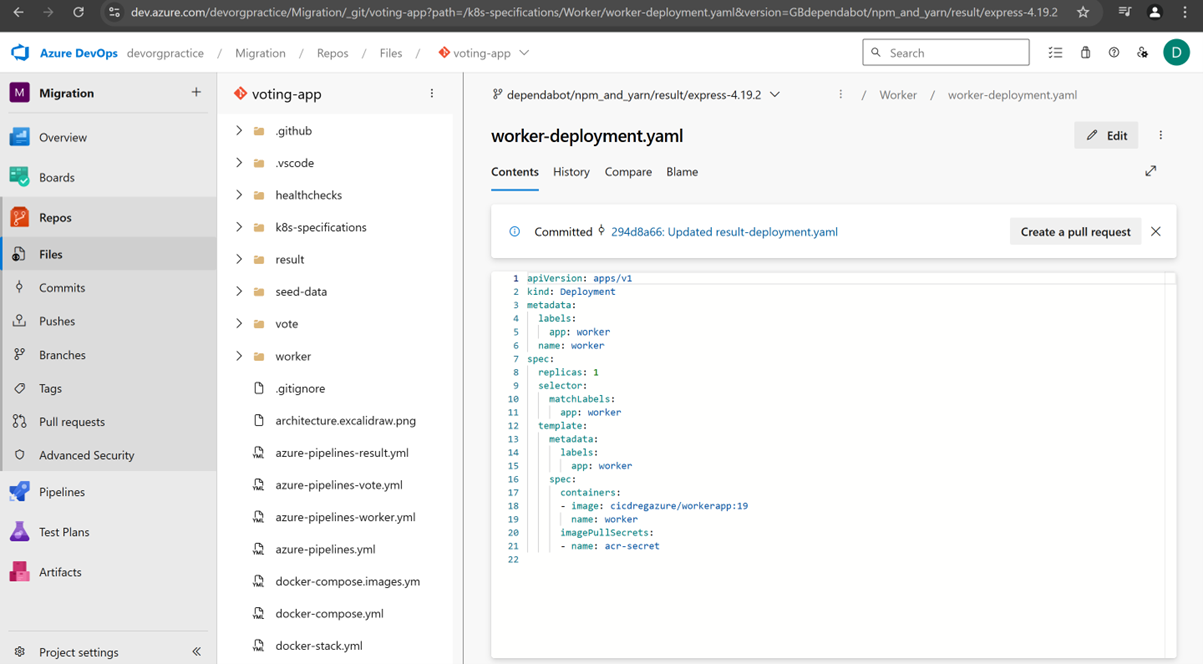 dev.azure.com/devorgpractice/Migration/_git/voting-app?path=/k8s-specifications/Worker/worker-deployment.yaml&version=GBdependabot/npm_and_yarn/result/express-4.19.2
Azure DevOps devorgpractice / Migration / Repos / Files / voting-app
Search
D
M Migration
Overview
Boards
Repos
Files
Commits
Pushes
Branches
Tags
Pull requests
Advanced Security
Pipelines
Test Plans
Artifacts
Project settings
voting-app
.github
.vscode
healthchecks
k8s-specifications
result
seed-data
vote
worker
.gitignore
architecture.excalidraw.png
azure-pipelines-result.yml
azure-pipelines-vote.yml
azure-pipelines-worker.yml
azure-pipelines.yml
docker-compose.images.ym
docker-compose.yml
docker-stack.yml
dependabot/npm_and_yarn/result/express-4.19.2 / Worker / worker-deployment.yaml
worker-deployment.yaml
Edit
Contents History Compare Blame
Committed 294d8a66: Updated result-deployment.yaml
Create a pull request
1 apiVersion: apps/v1
2 kind: Deployment
3 metadata:
4 labels:
5 app: worker
6 name: worker
7 spec:
8 replicas: 1
9 selector:
10 matchLabels:
11 app: worker
12 template:
13 metadata:
14 labels:
15 app: worker
16 spec:
17 containers:
18 - image: cicdregazure/workerapp:19
19 name: worker
20 imagePullSecrets:
21 - name: acr-secret
22